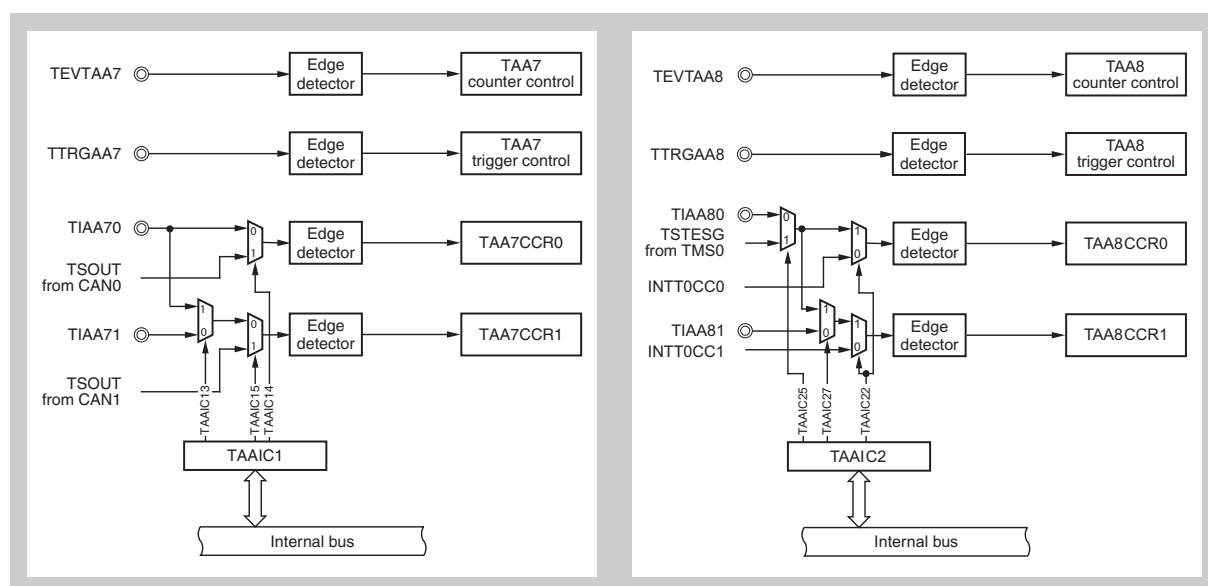 TEVTAA7
Edge
detector
TAA7
counter control
TTRGAA7
Edge
detector
TAA7
trigger control
TIAA70
0
1
Edge
detector
TAA7CCR0
TSOUT
from CAN0
1
0
TIAA71
0
1
Edge
detector
TAA7CCR1
TSOUT
from CAN1
TAAIC13
TAAIC15
TAAIC14
TAAIC1
Internal bus
TEVTAA8
Edge
detector
TAA8
counter control
TTRGAA8
Edge
detector
TAA8
trigger control
TIAA80
0
1
TSTESG
from TMS0
1
0
Edge
detector
TAA8CCR0
INTT0CC0
1
0
TIAA81
1
0
Edge
detector
TAA8CCR1
INTT0CC1
TAAIC25
TAAIC27
TAAIC22
TAAIC2
Internal bus